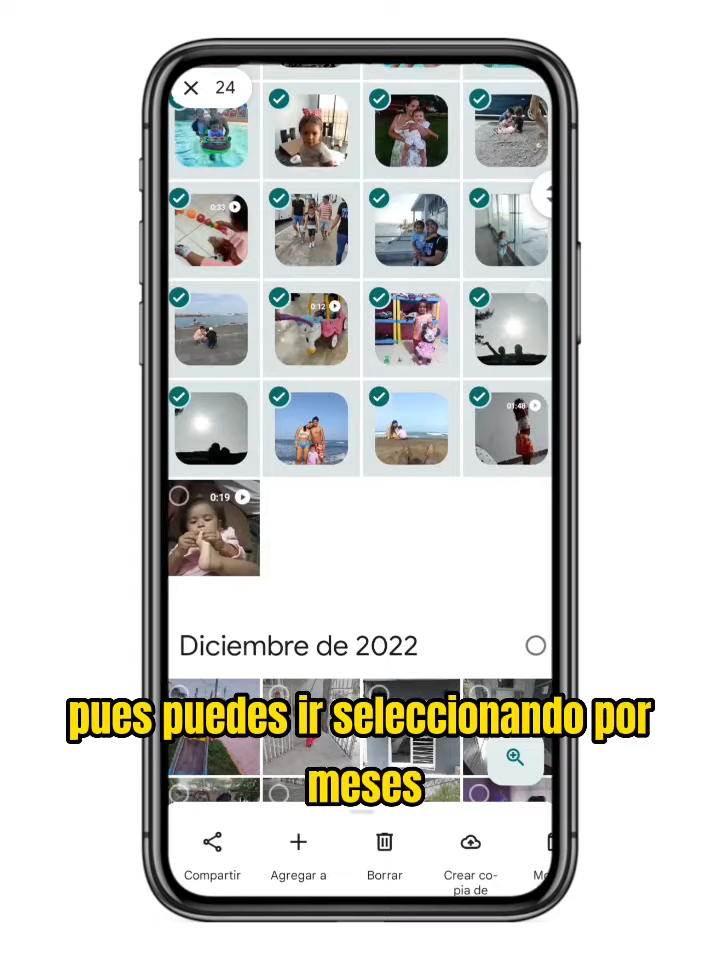 24
0:33
0:12
01:48
0:19
Diciembre de 2022
pues puedes ir seleccionando por
meses
Compartir
Agregar a
Borrar
Crear co-
pia de
Mo